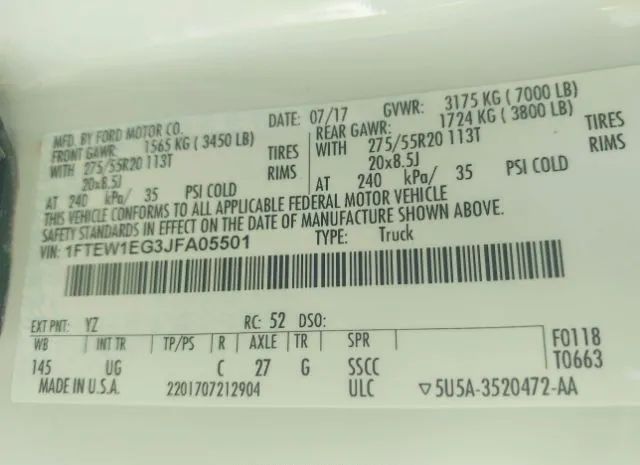 MFD. BY FORD MOTOR CO. DATE: 07/17 GVWR: 3175 KG ( 7000 LB)
FRONT GAWR: 1565 KG ( 3450 LB) REAR GAWR: 1724 KG ( 3800 LB)
WITH 275/55R20 113T TIRES WITH 275/55R20 113T TIRES
20x8.5J RIMS 20x8.5J RIMS
AT 240 kPa/ 35 PSI COLD AT 240 kPa/ 35 PSI COLD
THIS VEHICLE CONFORMS TO ALL APPLICABLE FEDERAL MOTOR VEHICLE
SAFETY STANDARDS IN EFFECT ON THE DATE OF MANUFACTURE SHOWN ABOVE.
VIN: 1FTEW1EG3JFA05501 TYPE: Truck
EXT PNT: YZ RC: 52 DSO:
WB INT TR TP/PS R AXLE TR SPR F0118
145 UG C 27 G SSCC T0663
MADE IN U.S.A. 2201707212904 ULC ▽5U5A-3520472-AA